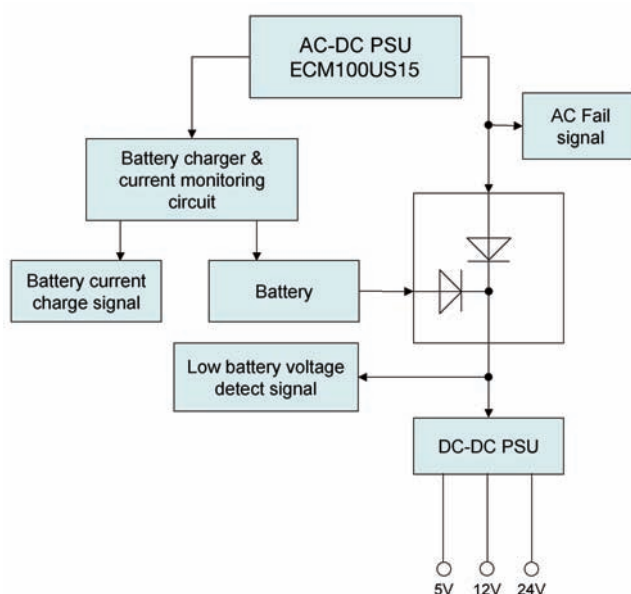 AC-DC PSU
ECM100US15
AC Fail
signal
Battery charger &
current monitoring
circuit
Battery current
charge signal
Battery
Low battery voltage
detect signal
DC-DC PSU
5V 12V 24V